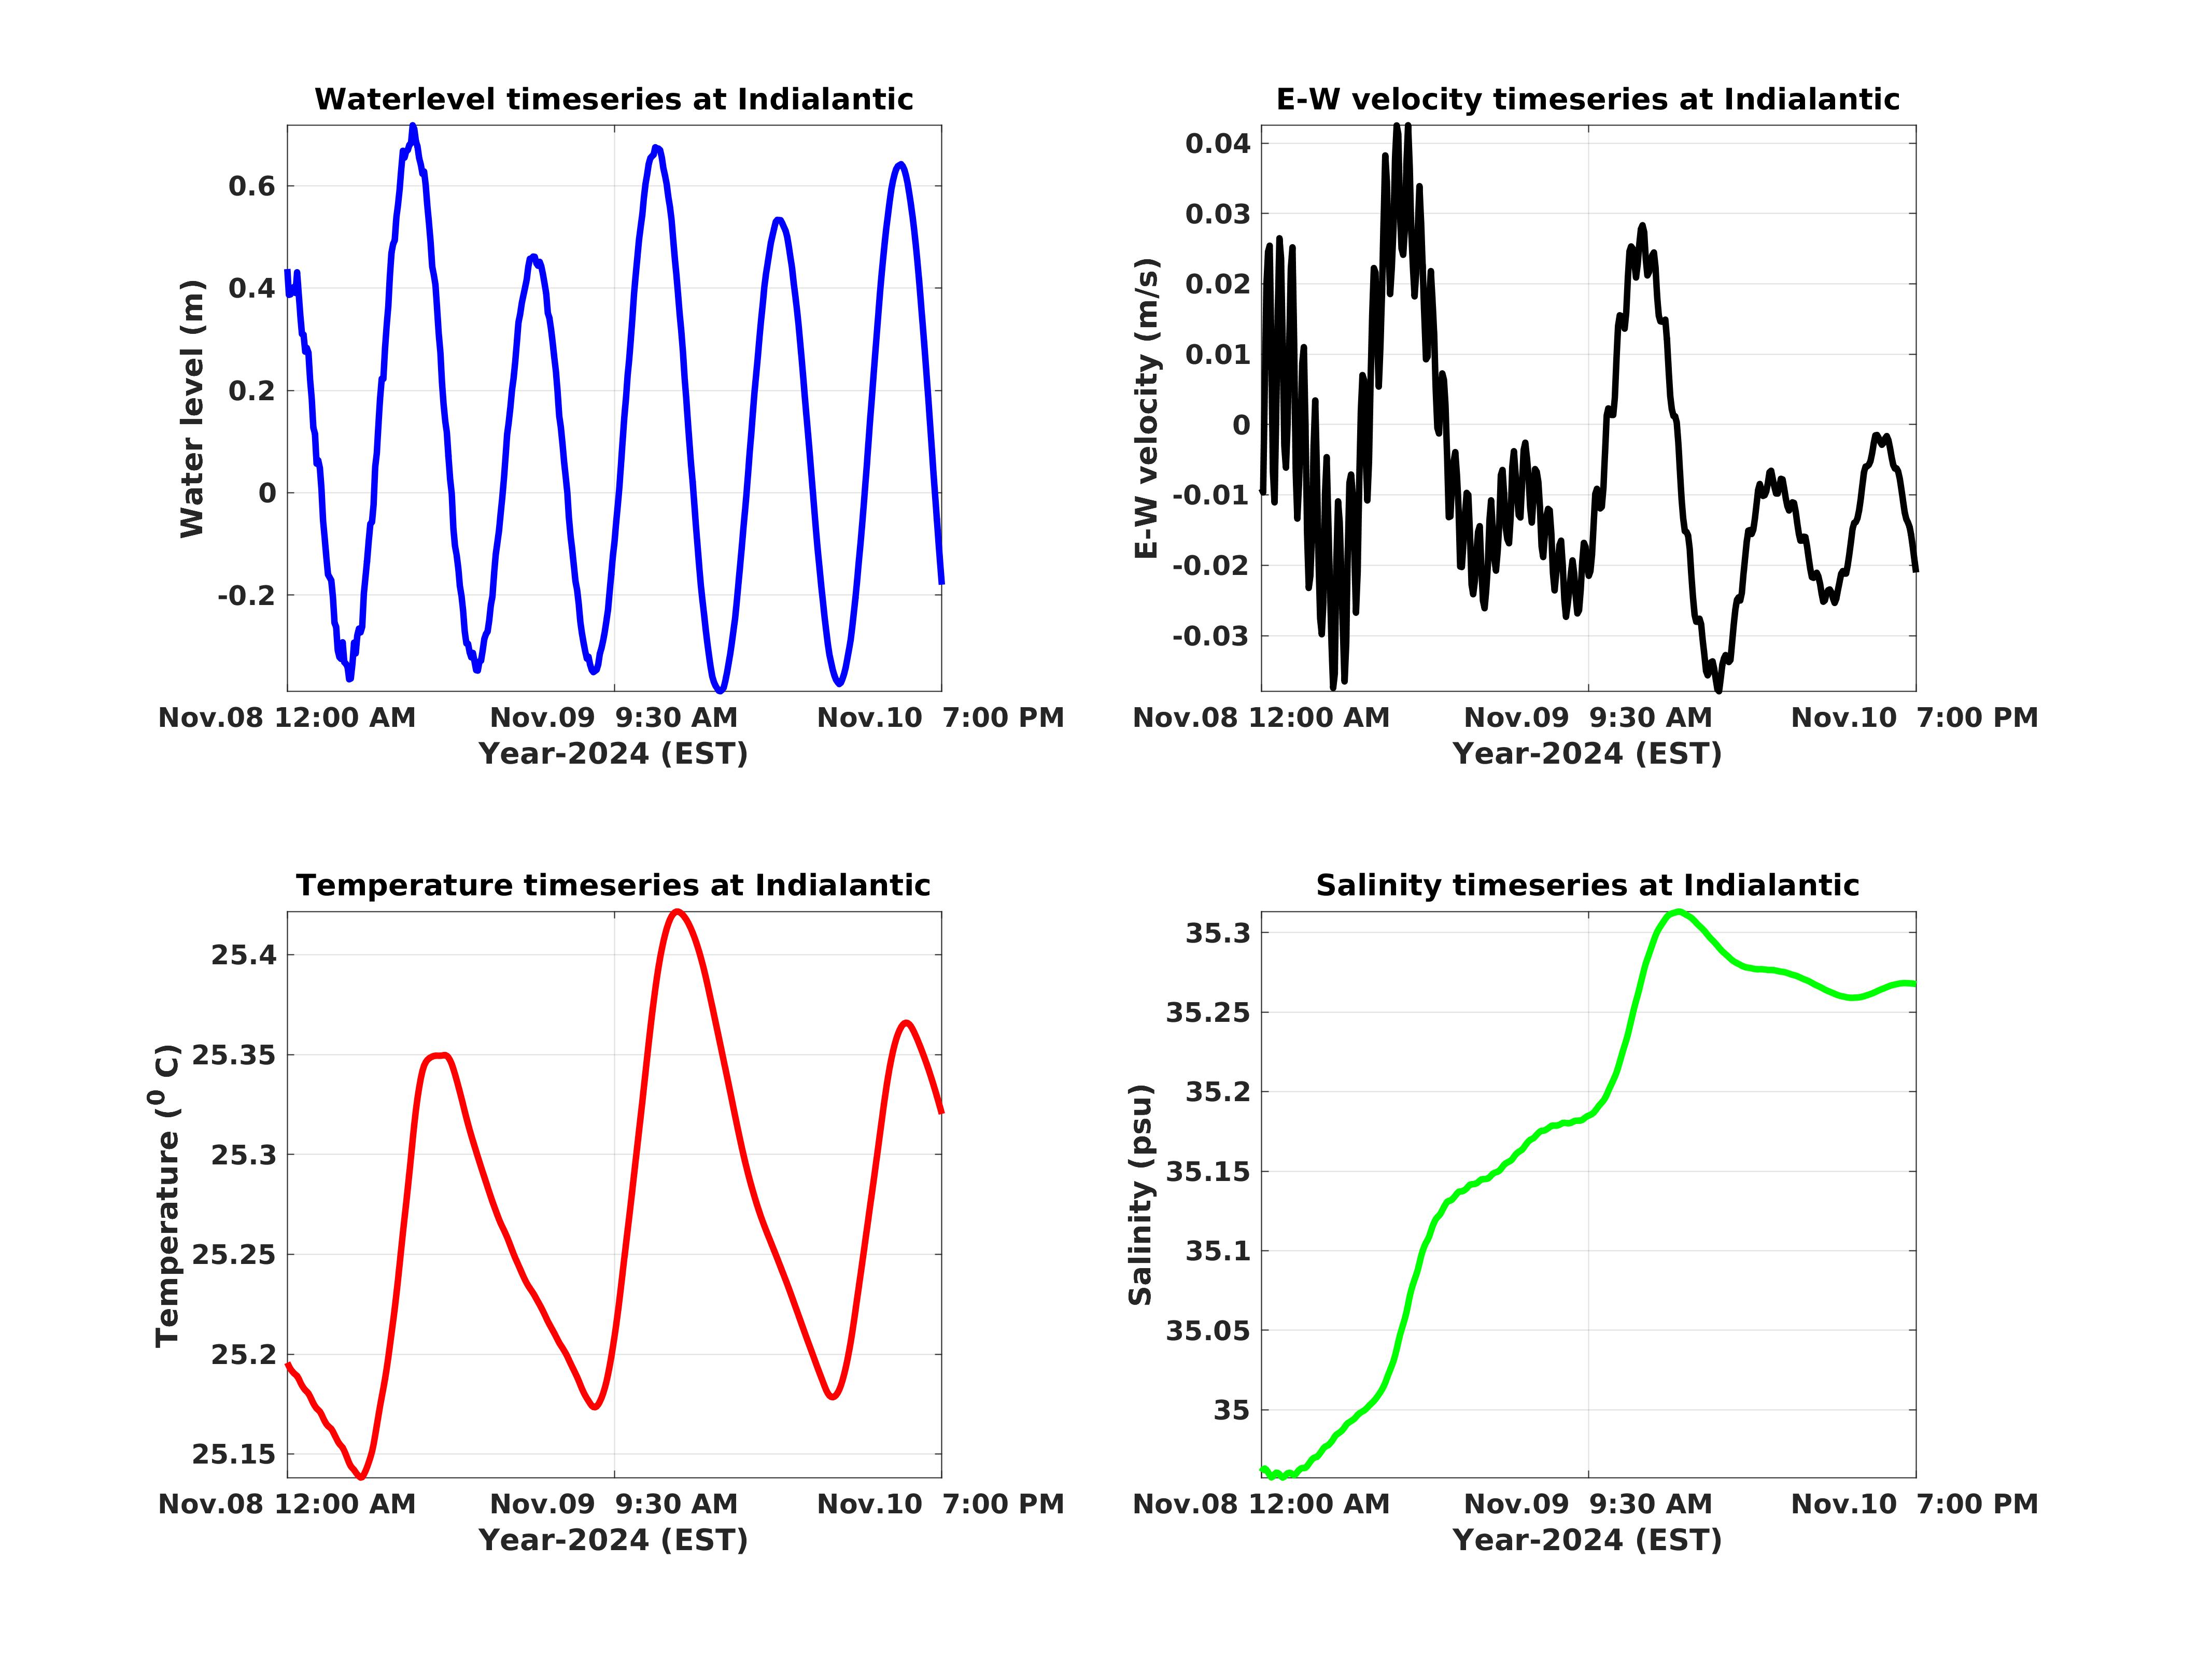 Waterlevel timeseries at Indialantic
Water level (m)
0.6
0.4
0.2
0
-0.2
Nov.08 12:00 AM Nov.09 9:30 AM Nov.10 7:00 PM
Year-2024 (EST)
E-W velocity timeseries at Indialantic
E-W velocity (m/s)
0.04
0.03
0.02
0.01
0
-0.01
-0.02
-0.03
Nov.08 12:00 AM Nov.09 9:30 AM Nov.10 7:00 PM
Year-2024 (EST)
Temperature timeseries at Indialantic
Temperature (⁰ C)
25.4
25.35
25.3
25.25
25.2
25.15
Nov.08 12:00 AM Nov.09 9:30 AM Nov.10 7:00 PM
Year-2024 (EST)
Salinity timeseries at Indialantic
Salinity (psu)
35.3
35.25
35.2
35.15
35.1
35.05
35
Nov.08 12:00 AM Nov.09 9:30 AM Nov.10 7:00 PM
Year-2024 (EST)